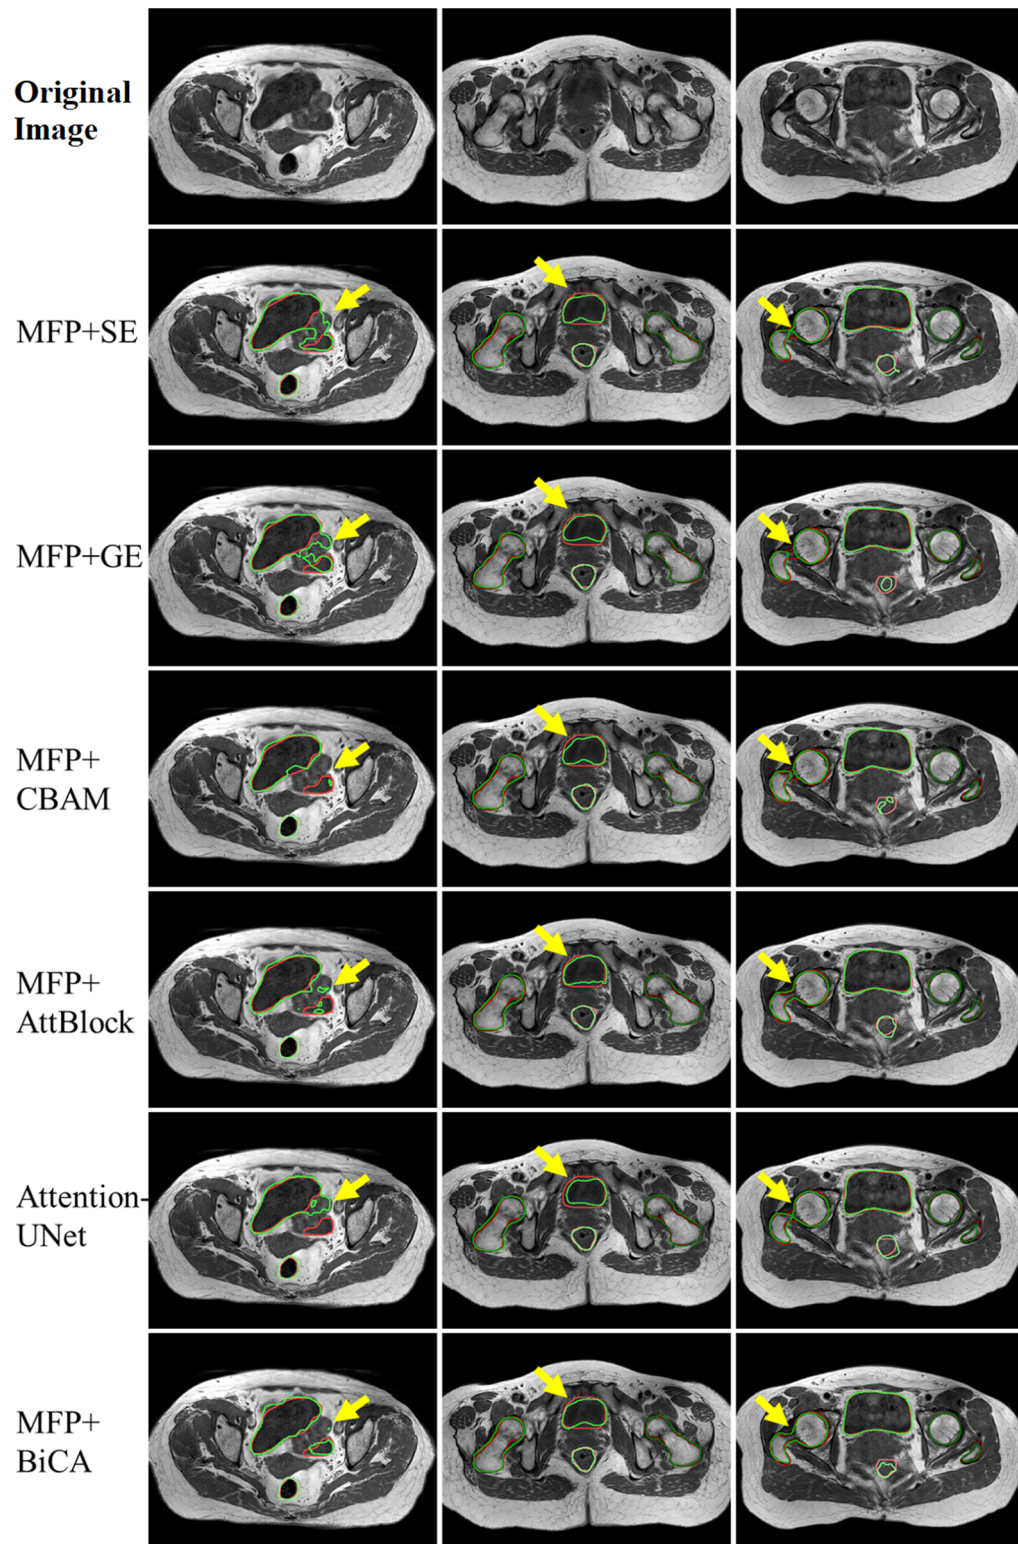 Original
Image
MFP+SE
MFP+GE
MFP+
CBAM
MFP+
AttBlock
Attention-
UNet
MFP+
BiCA